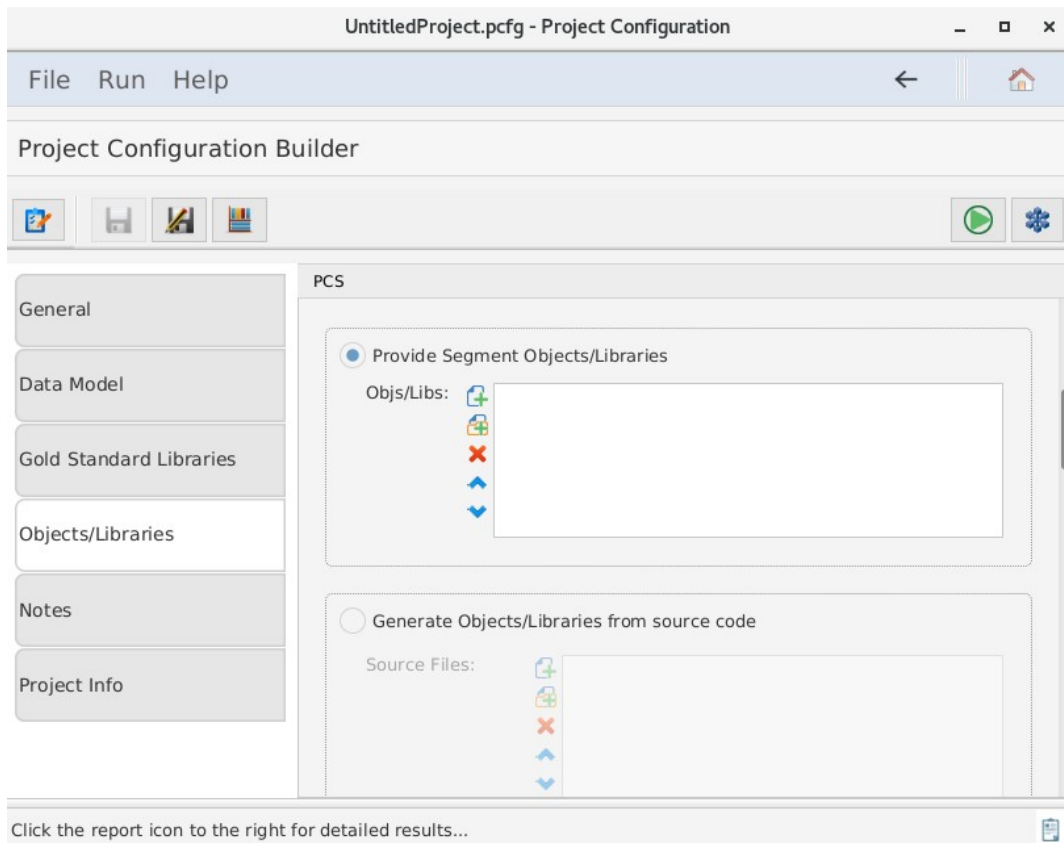 UntitledProject.pcfg - Project Configuration
File Run Help
Project Configuration Builder
General
Data Model
Gold Standard Libraries
Objects/Libraries
Notes
Project Info
PCS
Provide Segment Objects/Libraries
Objs/Libs:
Generate Objects/Libraries from source code
Source Files:
Click the report icon to the right for detailed results...